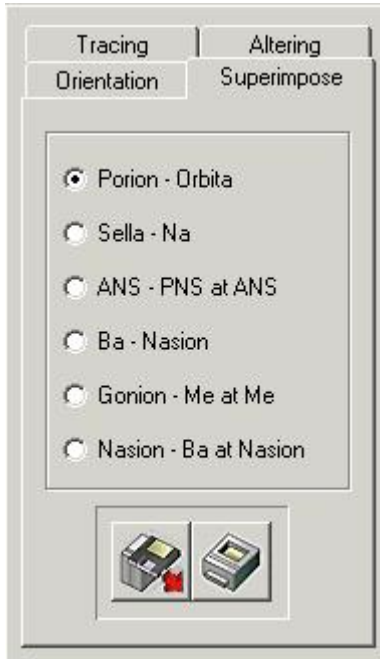 Tracing Altering
Orientation Superimpose
Porion - Orbita
Sella - Na
ANS - PNS at ANS
Ba - Nasion
Gonion - Me at Me
Nasion - Ba at Nasion